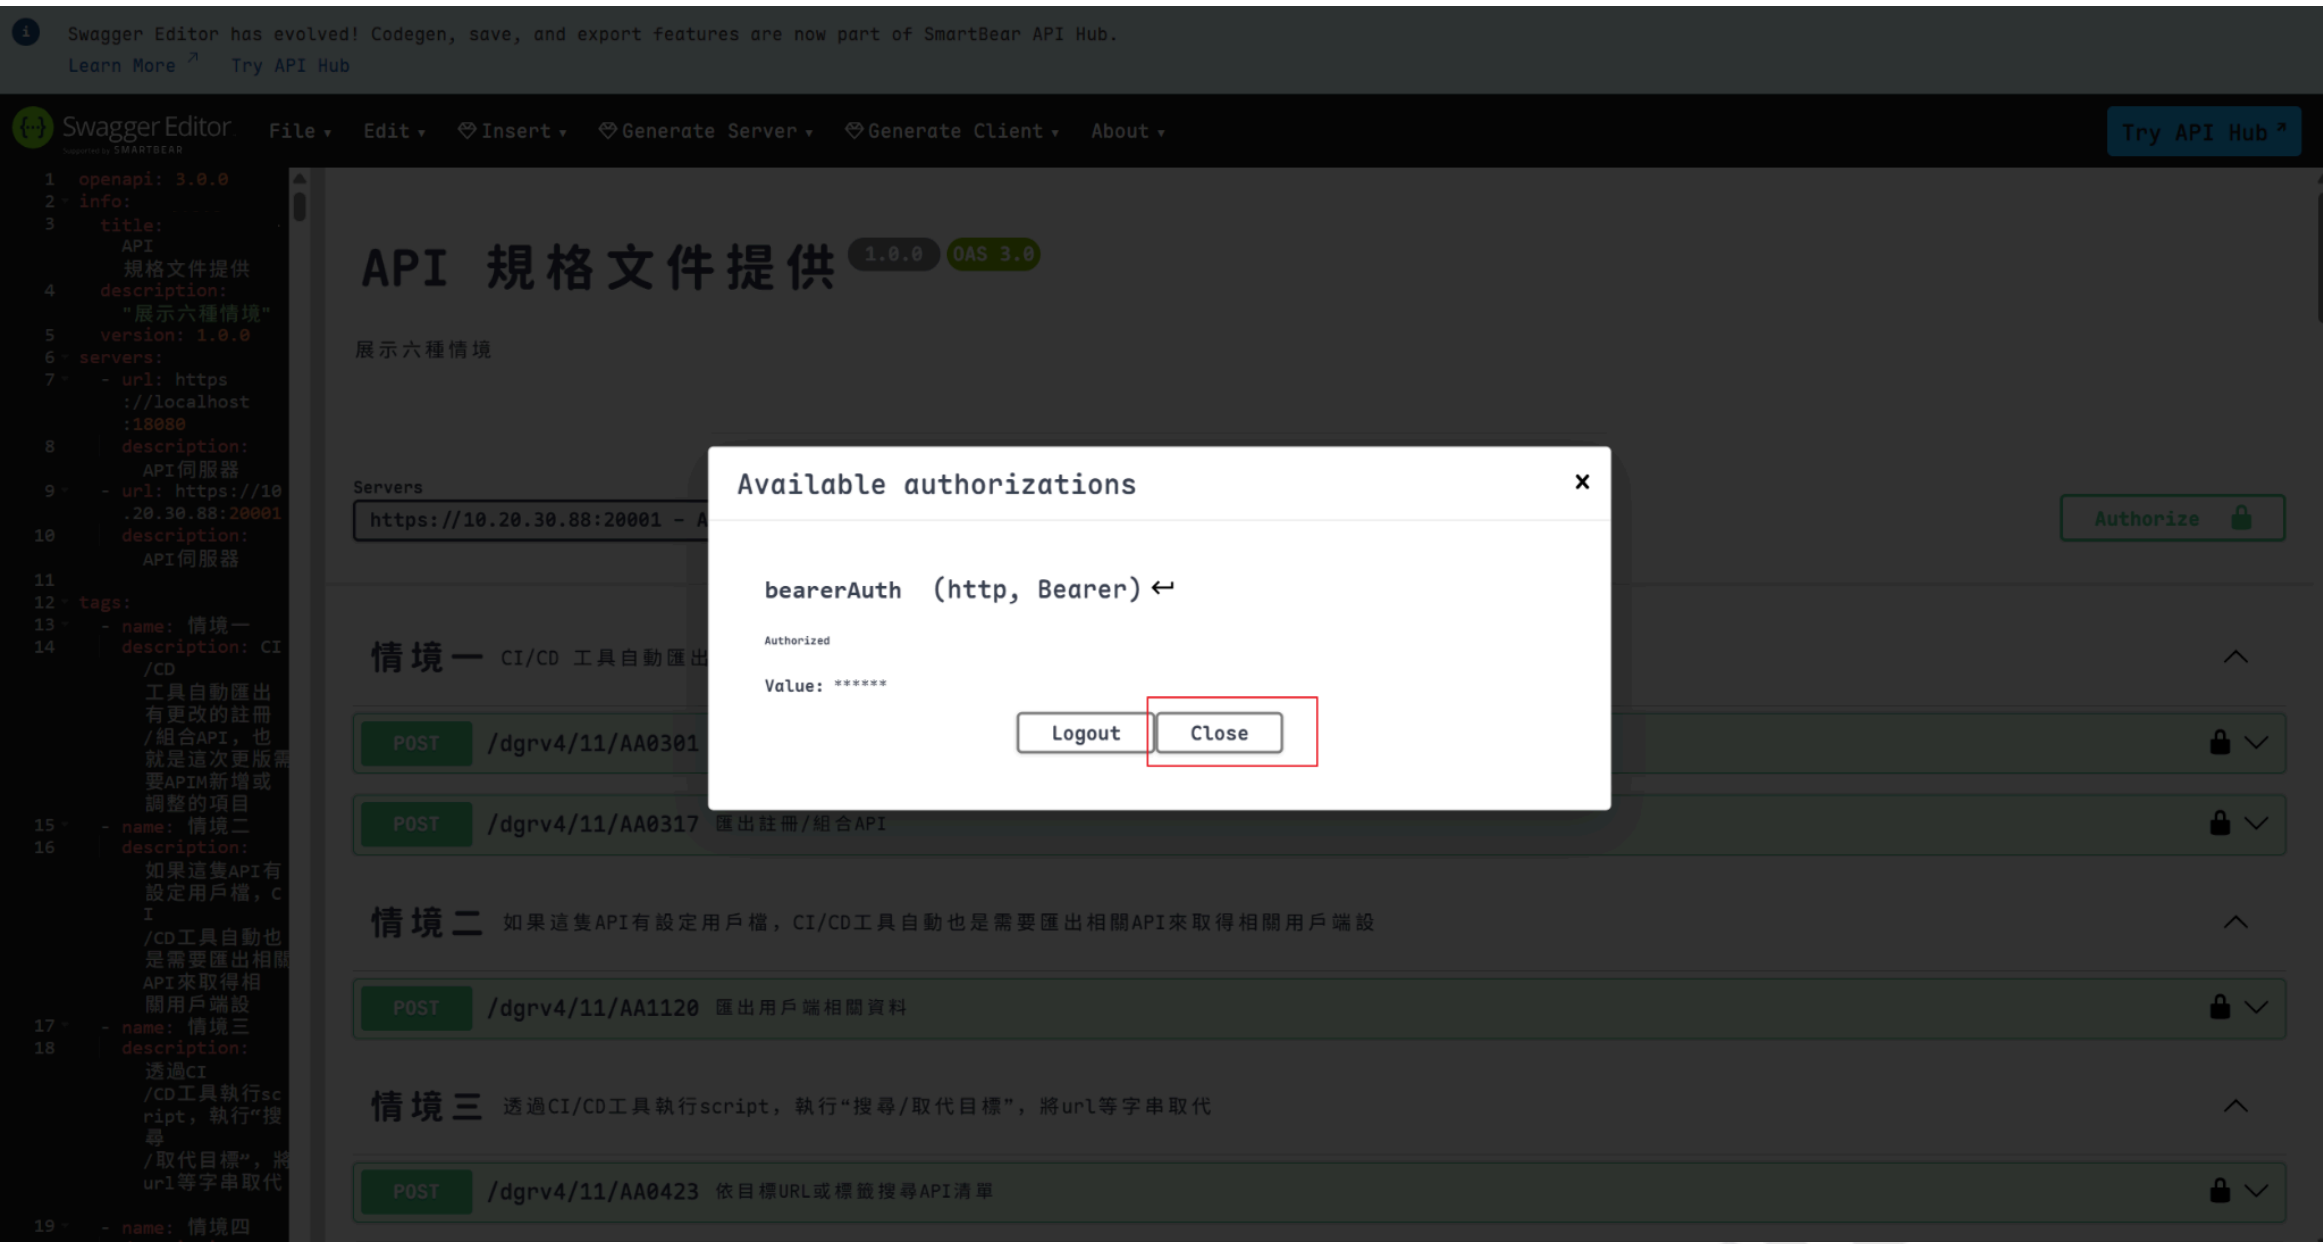 Swagger Editor has evolved! Codegen, save, and export features are now part of SmartBear API Hub.
Learn More Try API Hub
Swagger Editor File Edit Insert Generate Server Generate Client About Try API Hub
Supported by SMARTBEAR
1 openapi: 3.0.0
2 info:
3 title:
API
規格文件提供
4 description:
"展示六種情境"
5 version: 1.0.0
6 servers:
7 - url: https
://localhost
:18080
8 description:
API伺服器
9 - url: https://10
.20.30.88:20001
10 description:
API伺服器
11
12 tags:
13 - name: 情境一
14 description: CI
/CD
工具自動匯出
有更改的註冊
/組合API, 也
就是這次更版需
要APIM新增或
調整的項目
15 - name: 情境二
16 description:
如果這隻API有
設定用戶檔, C
I
/CD工具自動也
是需要匯出相關
API來取得相
關用戶端設
17 - name: 情境三
18 description:
透過CI
/CD工具執行sc
ript, 執行“搜
尋
/取代目標”, 將
url等字串取代
19 - name: 情境四
API 規格文件提供 1.0.0 OAS 3.0
展示六種情境
Servers
https://10.20.30.88:20001 - A
Authorize
Available authorizations
bearerAuth (http, Bearer)
Authorized
Value: ******
Logout Close
情境一 CI/CD 工具自動匯出
POST /dgrv4/11/AA0301
POST /dgrv4/11/AA0317 匯出註冊/組合API
情境二 如果這隻API有設定用戶檔, CI/CD工具自動也是需要匯出相關API來取得相關用戶端設
POST /dgrv4/11/AA1120 匯出用戶端相關資料
情境三 透過CI/CD工具執行script, 執行“搜尋/取代目標”, 將url等字串取代
POST /dgrv4/11/AA0423 依目標URL或標籤搜尋API清單